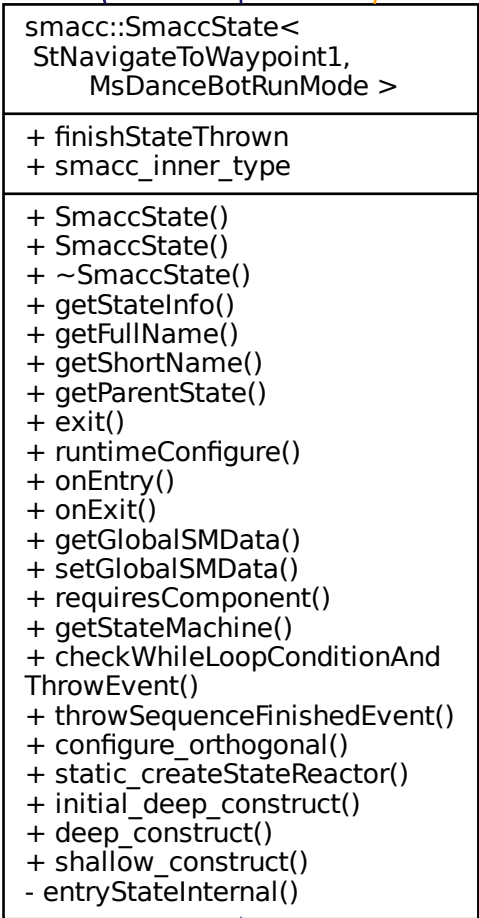 smacc::SmaccState<
StNavigateToWaypoint1,
MsDanceBotRunMode >
+ finishStateThrown
+ smacc_inner_type
+ SmaccState()
+ SmaccState()
+ ~SmaccState()
+ getStateInfo()
+ getFullName()
+ getShortName()
+ getParentState()
+ exit()
+ runtimeConfigure()
+ onEntry()
+ onExit()
+ getGlobalSMData()
+ setGlobalSMData()
+ requiresComponent()
+ getStateMachine()
+ checkWhileLoopConditionAnd
ThrowEvent()
+ throwSequenceFinishedEvent()
+ configure_orthogonal()
+ static_createStateReactor()
+ initial_deep_construct()
+ deep_construct()
+ shallow_construct()
- entryStateInternal()